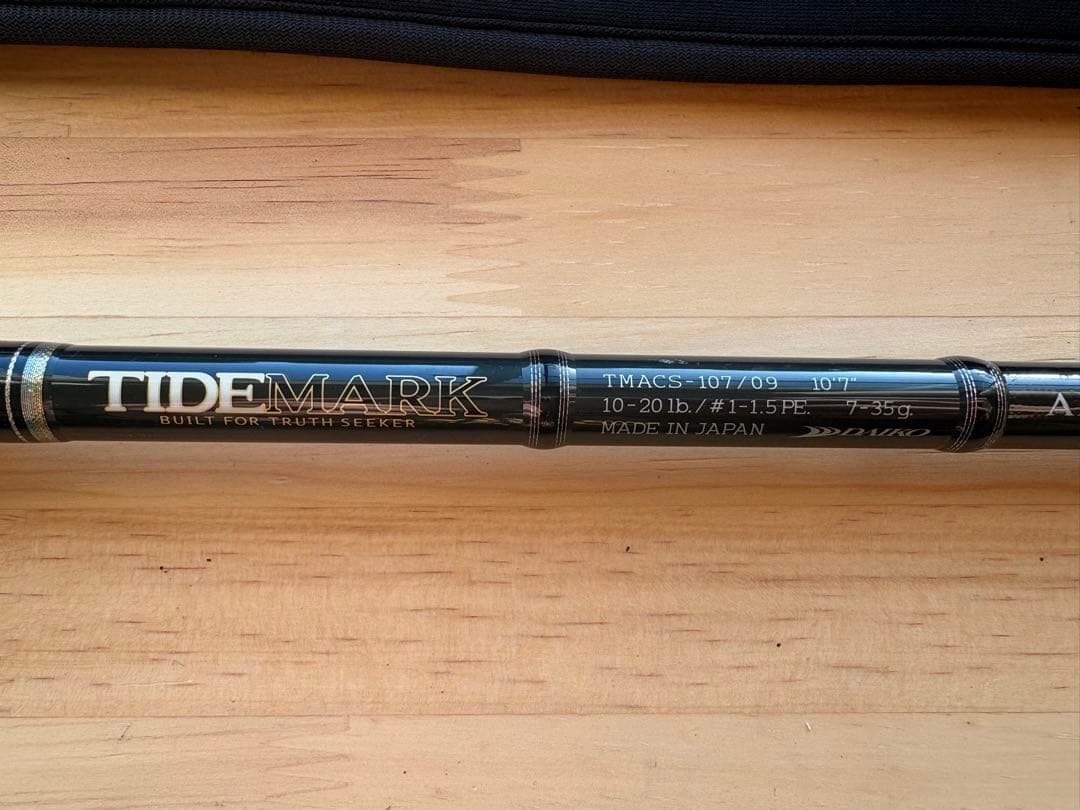 TIDEMARK
BUILT FOR TRUTH SEEKER
TMACS-107/09 10'7"
10-20 lb./#1-1.5 PE. 7-35g.
MADE IN JAPAN DAIKO